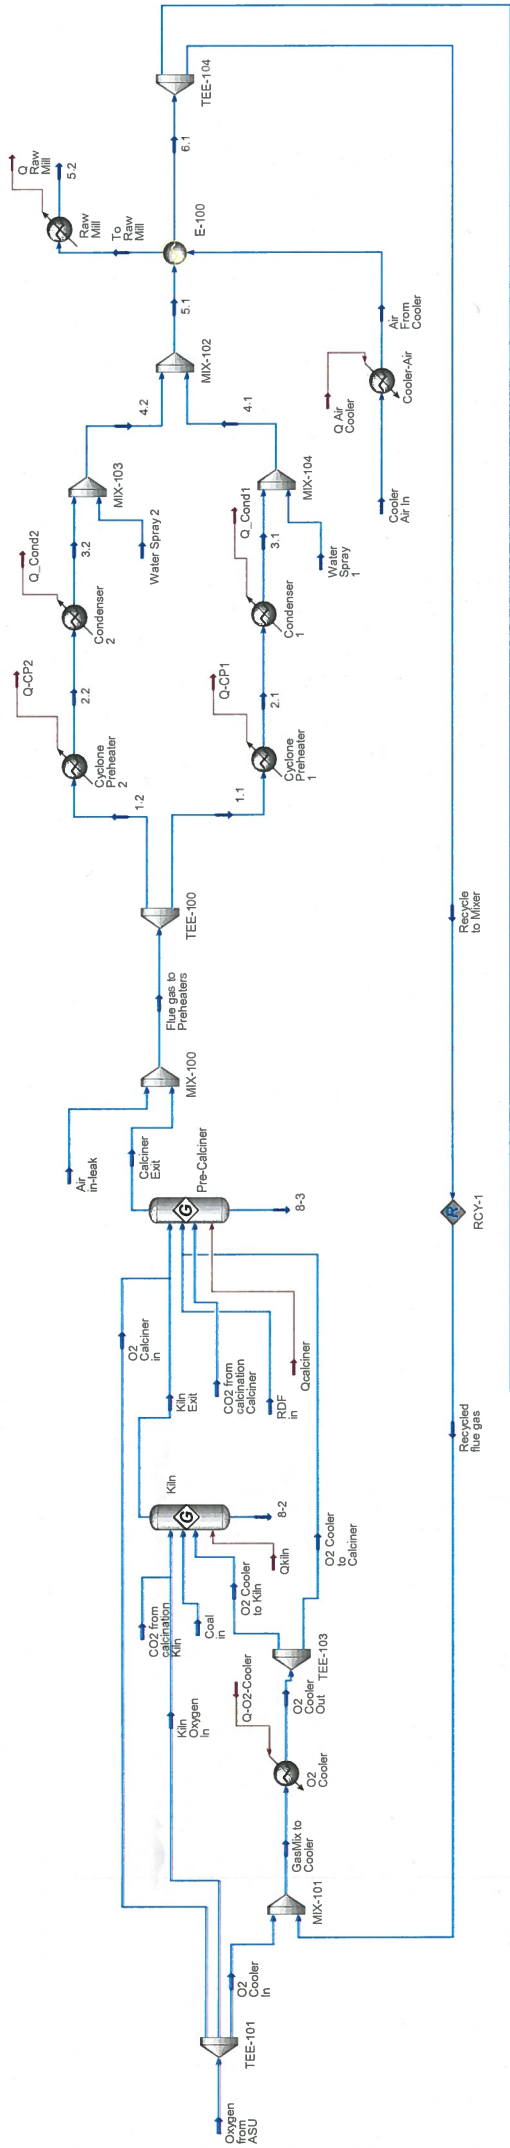 Oxygen
from
ASU
TEE-101
O2
Cooler
In
MIX-101
GasMix to
Cooler
O2
Cooler
Q-O2-Cooler
O2
Cooler
Out
TEE-103
O2 Cooler
to Kiln
O2 Cooler
to Calciner
Kiln
Oxygen
In
CO2 from
calcination
Kiln
Coal
in
Qkiln
8-2
Kiln
G
Kiln
Exit
O2
Calciner
in
CO2 from
calcination
Calciner
RDF
in
Qcalciner
8-3
Pre-Calciner
G
Calciner
Exit
Air
in-leak
MIX-100
Flue gas to
Preheaters
TEE-100
1.2
1.1
Cyclone
Preheater
2
Q-CP2
2.2
Condenser
2
Q_Cond2
3.2
Water Spray 2
MIX-103
4.2
Cyclone
Preheater
1
Q-CP1
2.1
Condenser
1
Q_Cond1
3.1
Water
Spray
1
MIX-104
4.1
MIX-102
5.1
E-100
To
Raw
Mill
Raw
Mill
Q
Raw
Mill
5.2
Cooler
Air In
Q Air
Cooler
Cooler-Air
Air
From
Cooler
6.1
TEE-104
Recycle
to Mixer
R
RCY-1
Recycled
flue gas